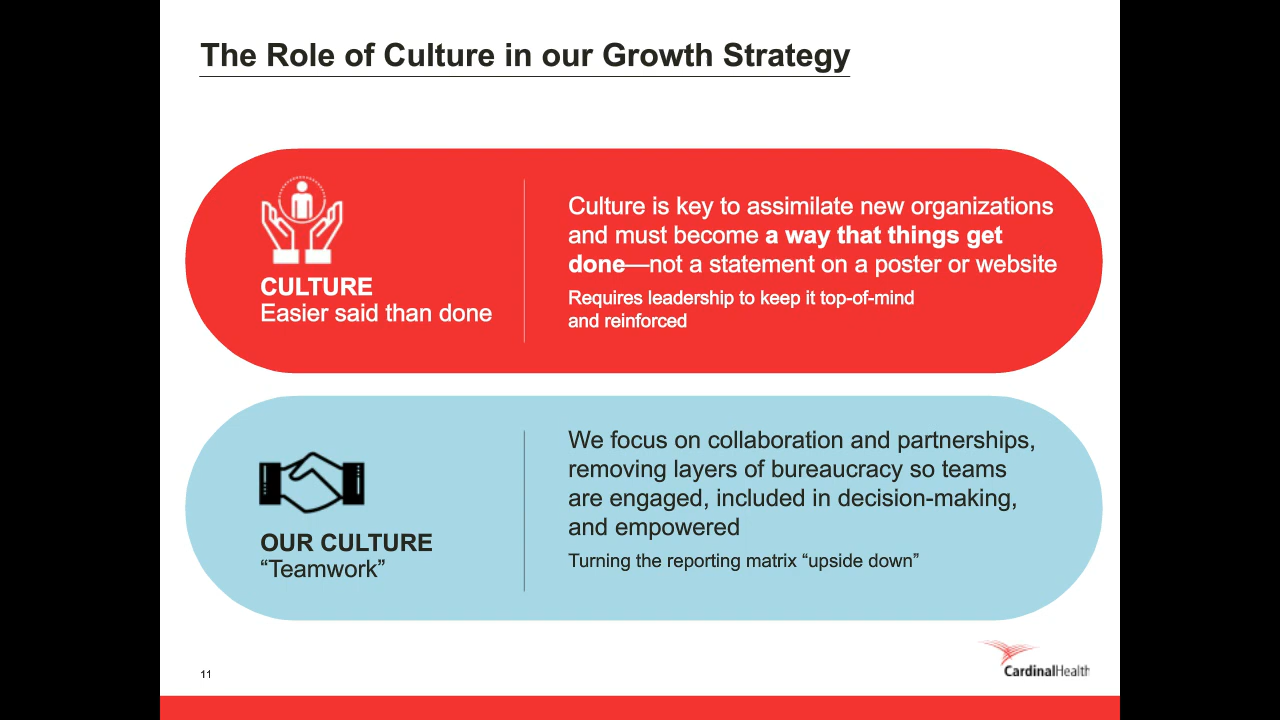 The Role of Culture in our Growth Strategy
CULTURE
Easier said than done
Culture is key to assimilate new organizations
and must become a way that things get
done—not a statement on a poster or website
Requires leadership to keep it top-of-mind
and reinforced
OUR CULTURE
“Teamwork”
We focus on collaboration and partnerships,
removing layers of bureaucracy so teams
are engaged, included in decision-making,
and empowered
Turning the reporting matrix “upside down”
11
CardinalHealth